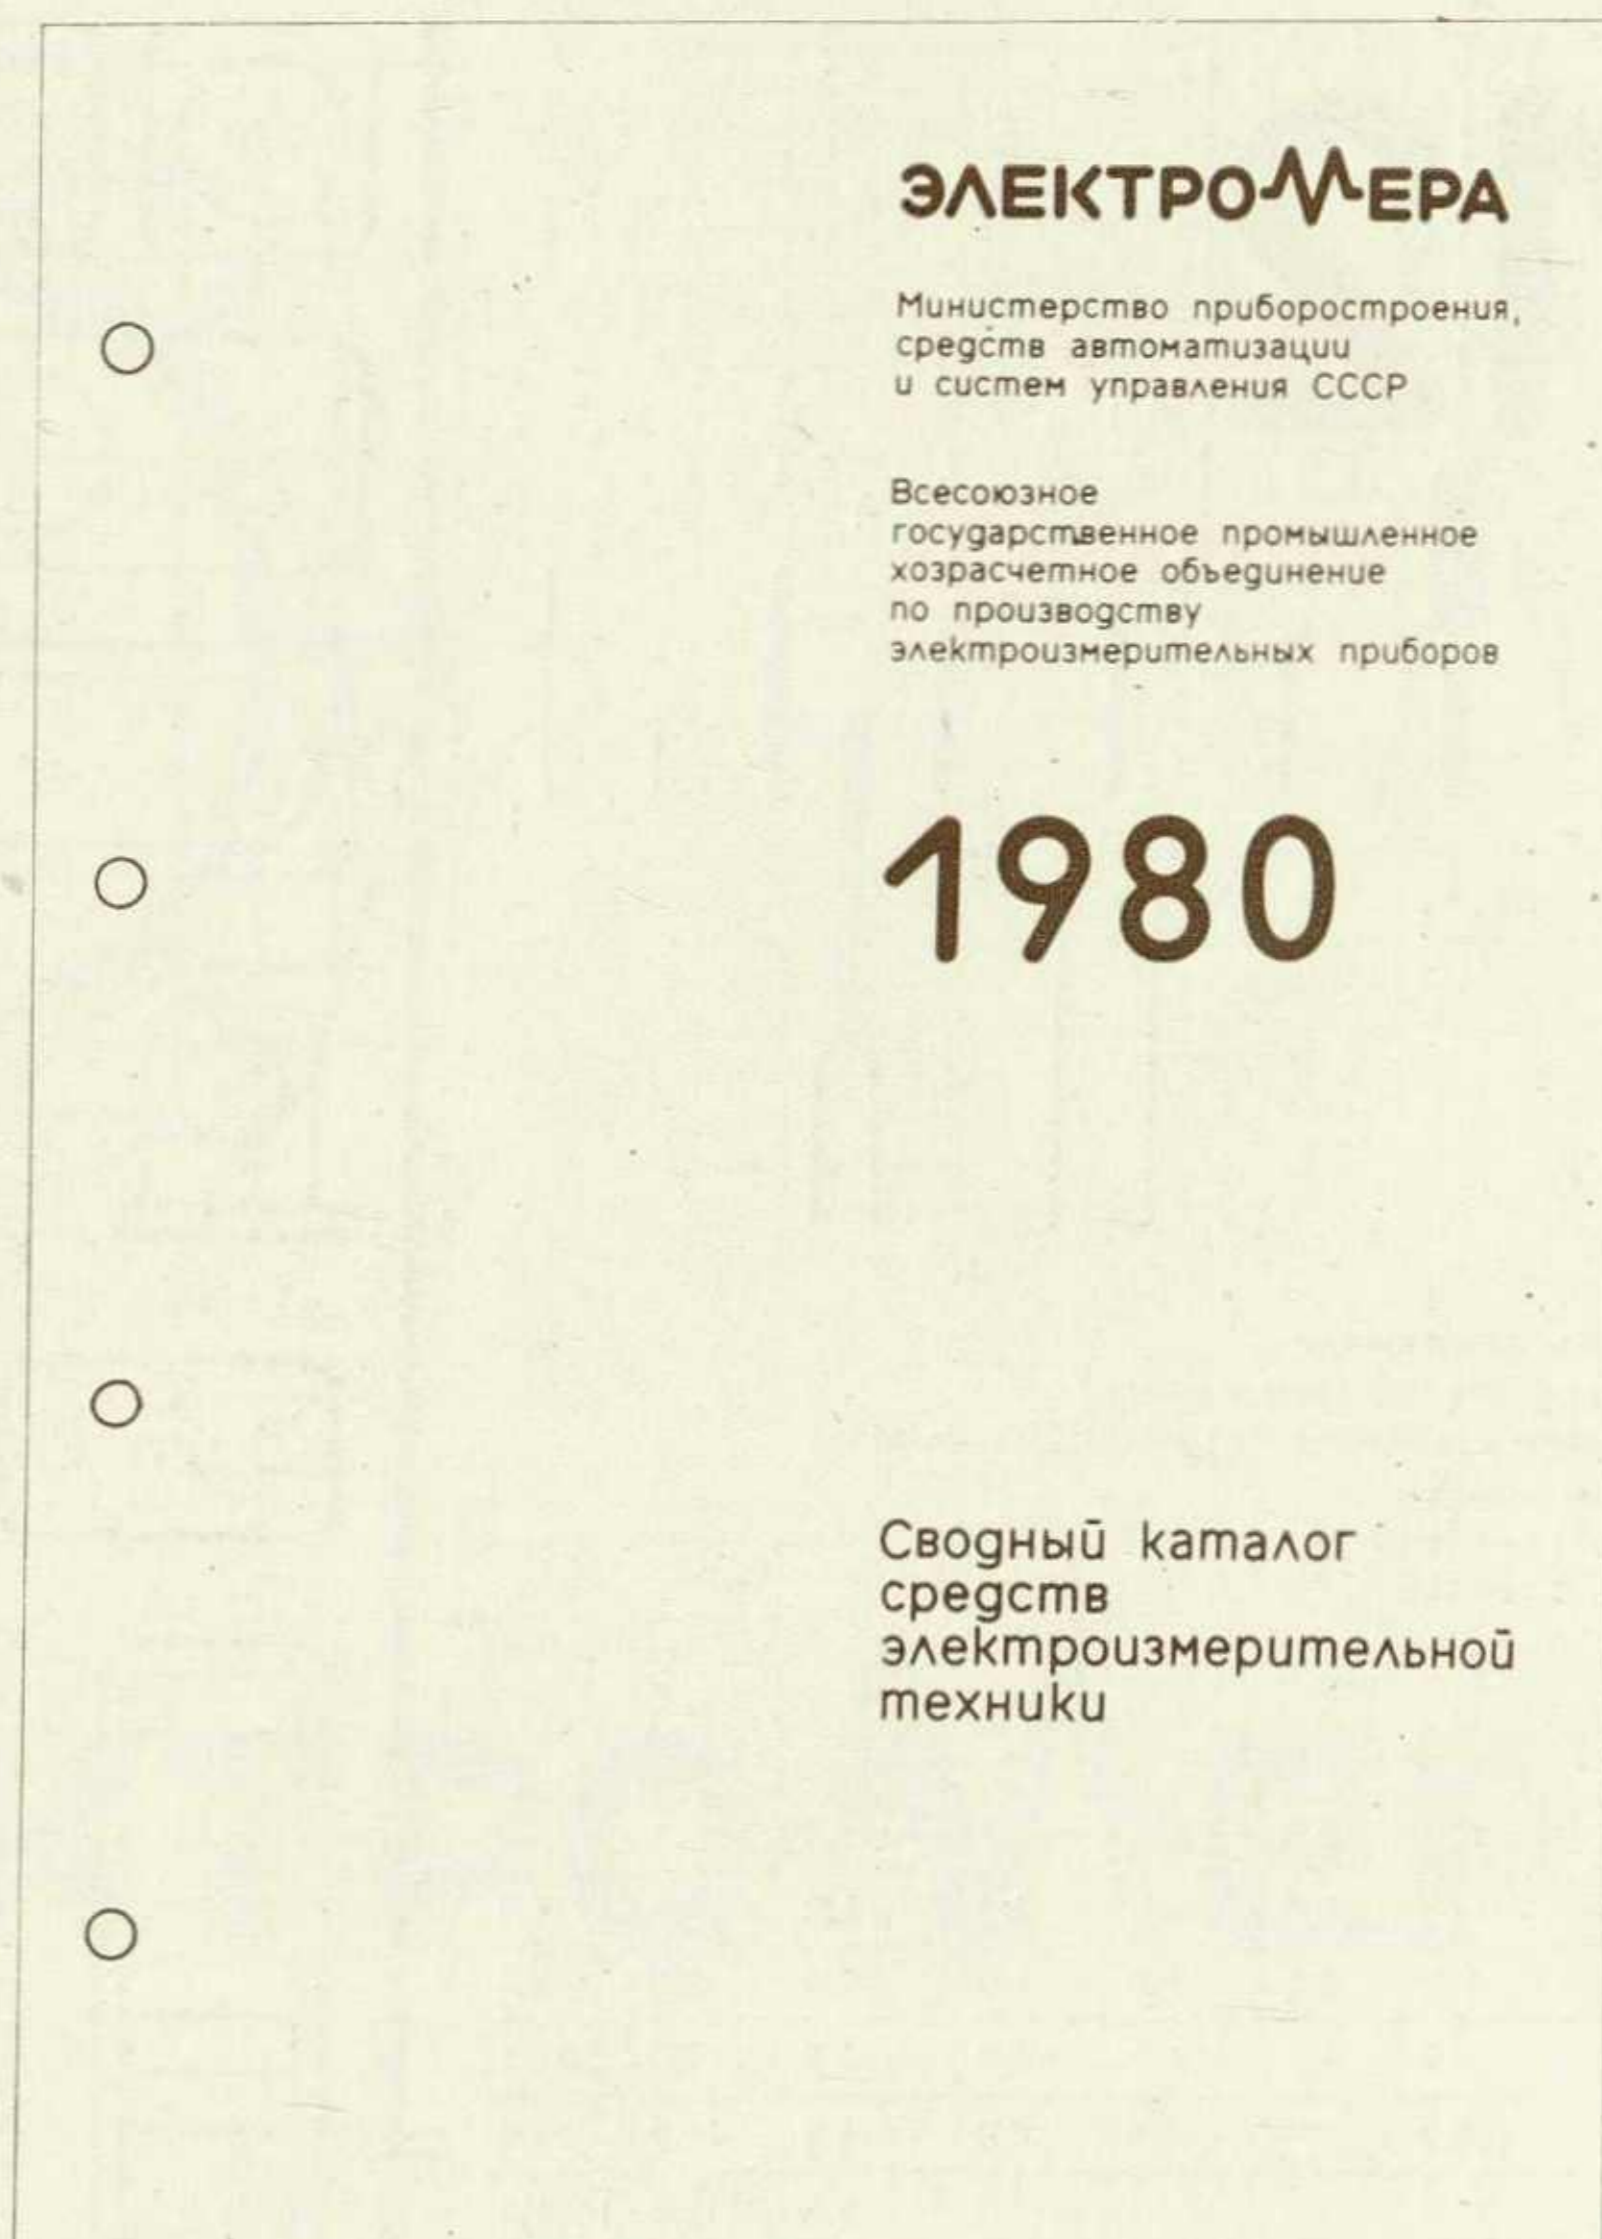 ЭЛЕКТРОМЕРА
Министерство приборостроения,
средств автоматизации
и систем управления СССР
Всесоюзное
государственное промышленное
хозрасчетное объединение
по производству
электроизмерительных приборов
1980
Сводный каталог
средств
электроизмерительной
техники